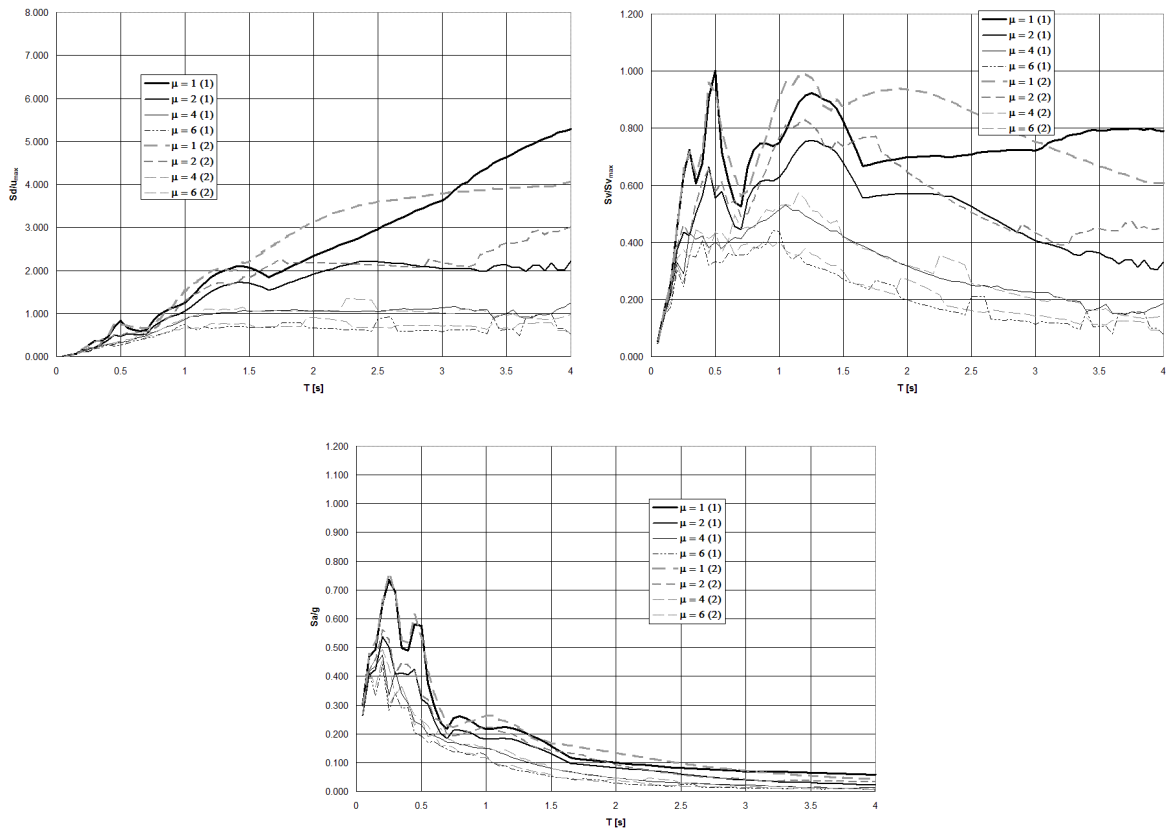 8.000
7.000
6.000
5.000
4.000
3.000
2.000
1.000
0.000
Sd/umax
μ = 1 (1)
μ = 2 (1)
μ = 4 (1)
μ = 6 (1)
μ = 1 (2)
μ = 2 (2)
μ = 4 (2)
μ = 6 (2)
0 0.5 1 1.5 2 2.5 3 3.5 4
T [s]
1.200
1.000
0.800
0.600
0.400
0.200
0.000
Sv/Svmax
μ = 1 (1)
μ = 2 (1)
μ = 4 (1)
μ = 6 (1)
μ = 1 (2)
μ = 2 (2)
μ = 4 (2)
μ = 6 (2)
0 0.5 1 1.5 2 2.5 3 3.5 4
T [s]
1.200
1.100
1.000
0.900
0.800
0.700
0.600
0.500
0.400
0.300
0.200
0.100
0.000
Sa/g
μ = 1 (1)
μ = 2 (1)
μ = 4 (1)
μ = 6 (1)
μ = 1 (2)
μ = 2 (2)
μ = 4 (2)
μ = 6 (2)
0 0.5 1 1.5 2 2.5 3 3.5 4
T [s]